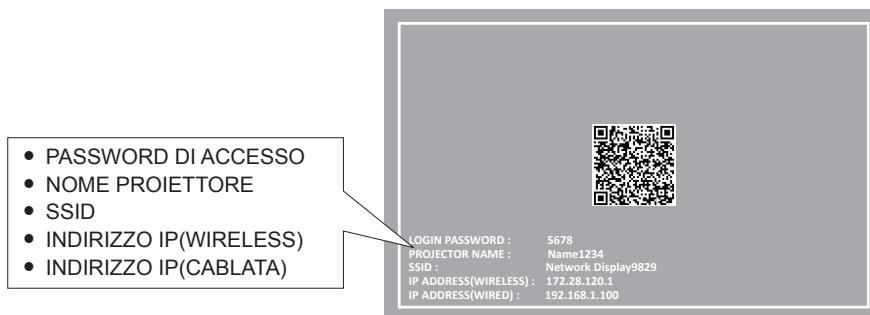 ● PASSWORD DI ACCESSO
● NOME PROIETTORE
● SSID
● INDIRIZZO IP(WIRELESS)
● INDIRIZZO IP(CABLATA)
LOGIN PASSWORD : 5678
PROJECTOR NAME : Name1234
SSID : Network Display9829
IP ADDRESS(WIRELESS) : 172.28.120.1
IP ADDRESS(WIRED) : 192.168.1.100